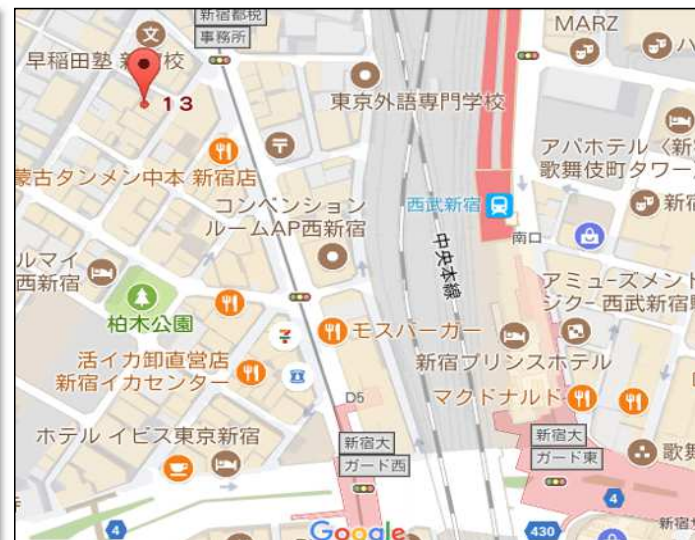 新宿都税
事務所
MARZ
早稲田塾 新
校
13
東京外語専門学校
アパホテル〈新宿
歌舞伎町タワー
蒙古タンメン中本 新宿店
コンベンション
ルームAP西新宿
西武新宿
新宿
南口
中央本線
ルマイ
西新宿
柏木公園
アミューズメント
ジクー 西武新宿駅
モスバーガー
新宿プリンスホテル
活イカ卸直営店
新宿イカセンター
マクドナルド
D5
ホテル イビス東京新宿
新宿大
ガード西
新宿大
ガード東
歌舞
4
4
Google
430
新宿